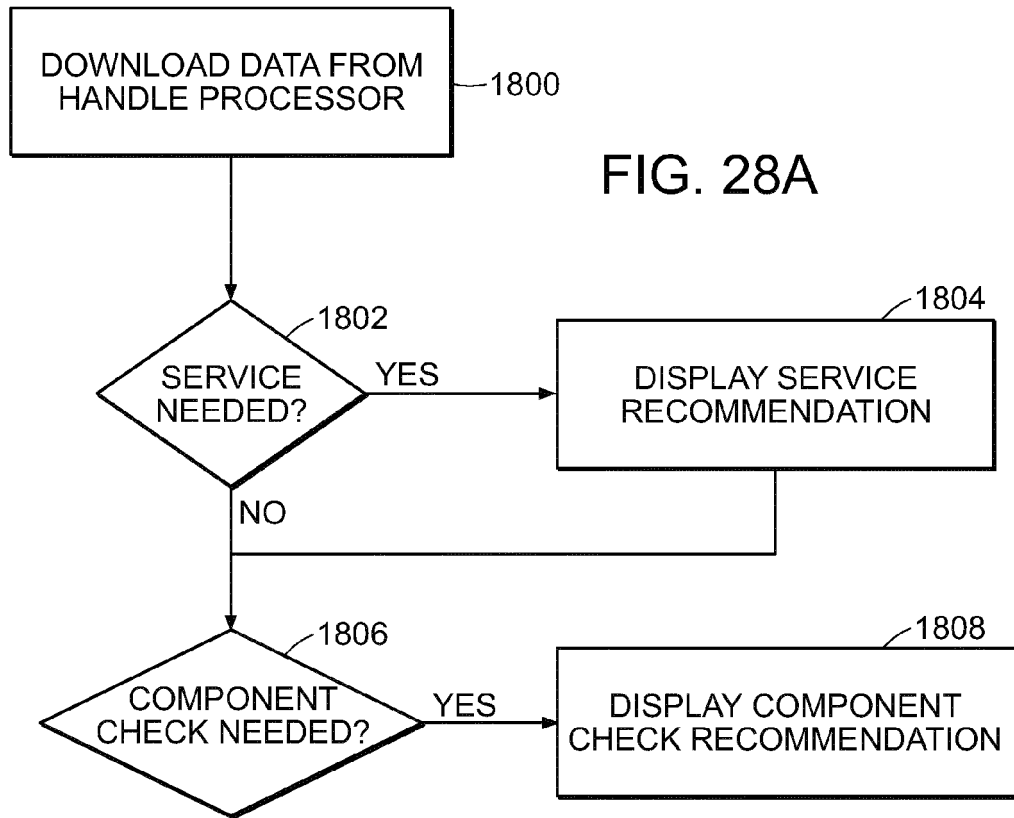 DOWNLOAD DATA FROM
HANDLE PROCESSOR
1800
FIG. 28A
1802
SERVICE
NEEDED?
YES
1804
DISPLAY SERVICE
RECOMMENDATION
NO
1806
COMPONENT
CHECK NEEDED?
YES
1808
DISPLAY COMPONENT
CHECK RECOMMENDATION